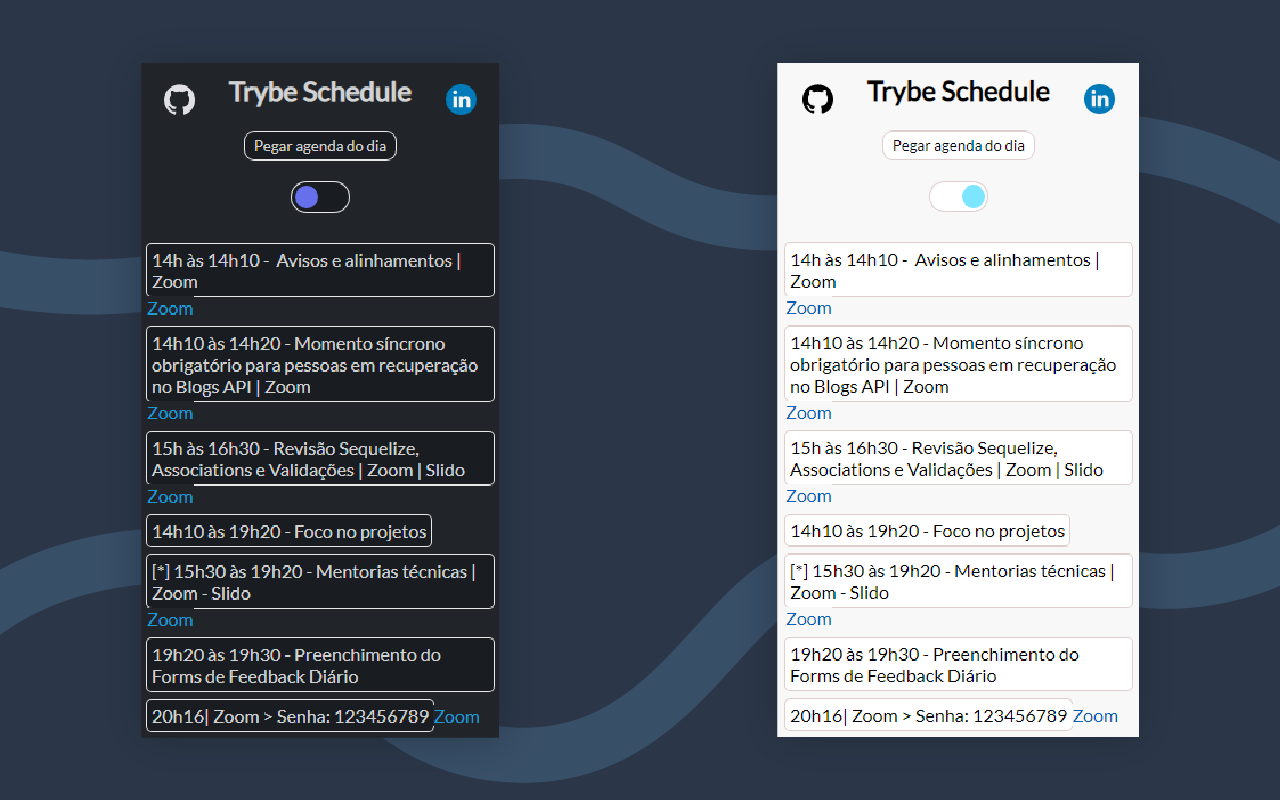 Trybe Schedule
in
Pegar agenda do dia
14h às 14h10 -  Avisos e alinhamentos |
Zoom
Zoom
14h10 às 14h20 - Momento síncrono
obrigatório para pessoas em recuperação
no Blogs API | Zoom
Zoom
15h às 16h30 - Revisão Sequelize,
Associations e Validações | Zoom | Slido
Zoom
14h10 às 19h20 - Foco no projetos
[*] 15h30 às 19h20 - Mentorias técnicas |
Zoom - Slido
Zoom
19h20 às 19h30 - Preenchimento do
Forms de Feedback Diário
20h16| Zoom > Senha: 123456789 Zoom
Trybe Schedule
in
Pegar agenda do dia
14h às 14h10 -  Avisos e alinhamentos |
Zoom
Zoom
14h10 às 14h20 - Momento síncrono
obrigatório para pessoas em recuperação
no Blogs API | Zoom
Zoom
15h às 16h30 - Revisão Sequelize,
Associations e Validações | Zoom | Slido
Zoom
14h10 às 19h20 - Foco no projetos
[*] 15h30 às 19h20 - Mentorias técnicas |
Zoom - Slido
Zoom
19h20 às 19h30 - Preenchimento do
Forms de Feedback Diário
20h16| Zoom > Senha: 123456789 Zoom